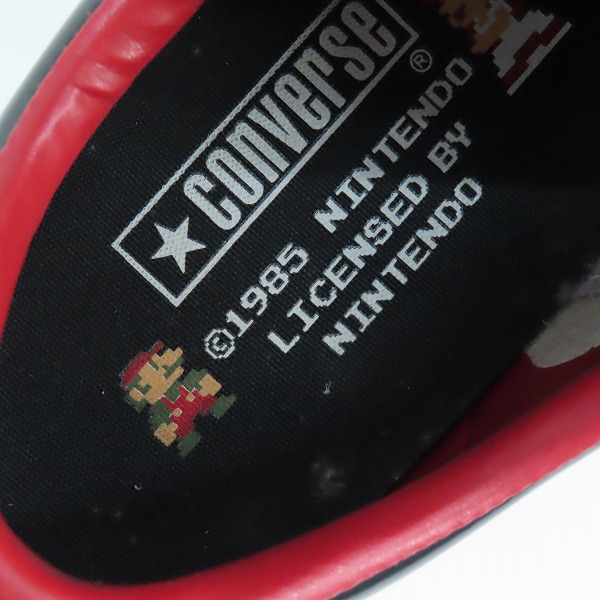 ★ converse ®
©1985 NINTENDO
LICENSED BY
NINTENDO